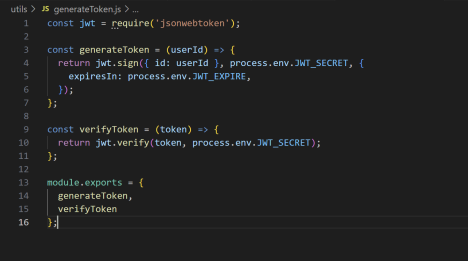 utils > JS generateToken.js > ...
1 const jwt = require('jsonwebtoken');
2
3 const generateToken = (userId) => {
4   return jwt.sign({ id: userId }, process.env.JWT_SECRET, {
5     expiresIn: process.env.JWT_EXPIRE,
6   });
7 };
8
9 const verifyToken = (token) => {
10   return jwt.verify(token, process.env.JWT_SECRET);
11 };
12
13 module.exports = {
14   generateToken,
15   verifyToken
16 };